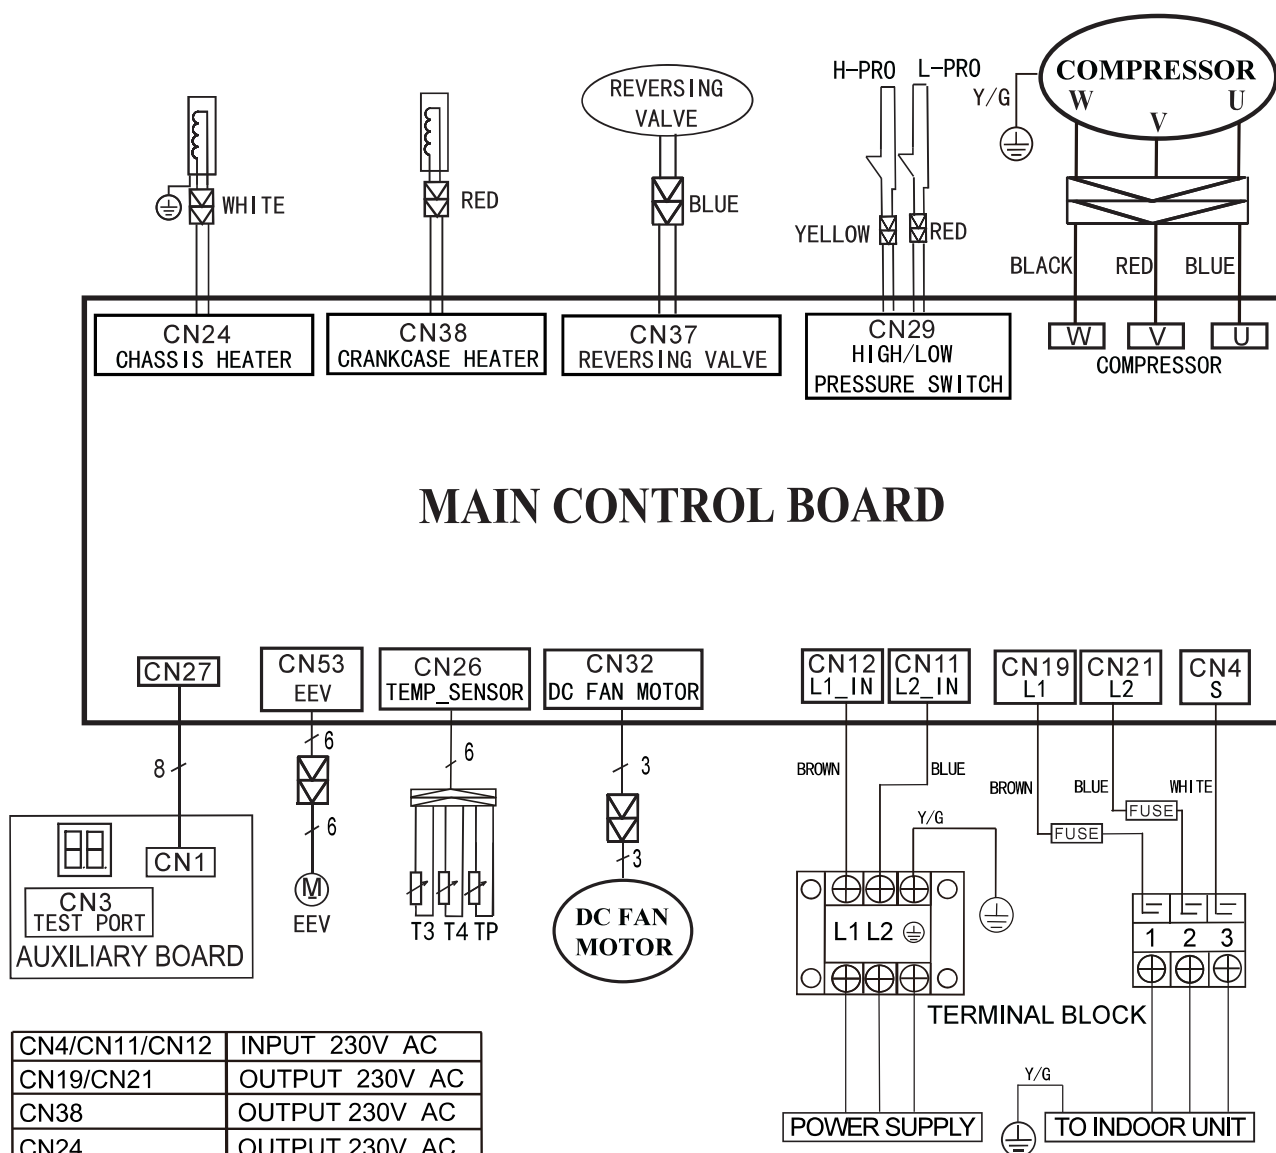 H-PRO L-PRO
COMPRESSOR
W V U
Y/G
REVERSING
VALVE
WHITE
RED
BLUE
YELLOW
RED
BLACK
RED
BLUE
CN24
CHASSIS HEATER
CN38
CRANKCASE HEATER
CN37
REVERSING VALVE
CN29
HIGH/LOW
PRESSURE SWITCH
W V U
COMPRESSOR
MAIN CONTROL BOARD
CN27
CN53
EEV
CN26
TEMP_SENSOR
CN32
DC FAN MOTOR
CN12
L1_IN
CN11
L2_IN
CN19
L1
CN21
L2
CN4
S
8
6
6
6
3
3
BROWN
BLUE
BROWN
BLUE
WHITE
Y/G
FUSE
FUSE
CN1
CN3
TEST PORT
AUXILIARY BOARD
M
EEV
T3 T4 TP
DC FAN
MOTOR
L1 L2
1 2 3
TERMINAL BLOCK
Y/G
POWER SUPPLY
TO INDOOR UNIT
CN4/CN11/CN12 INPUT 230V AC
CN19/CN21 OUTPUT 230V AC
CN38 OUTPUT 230V AC
CN24 OUTPUT 230V AC